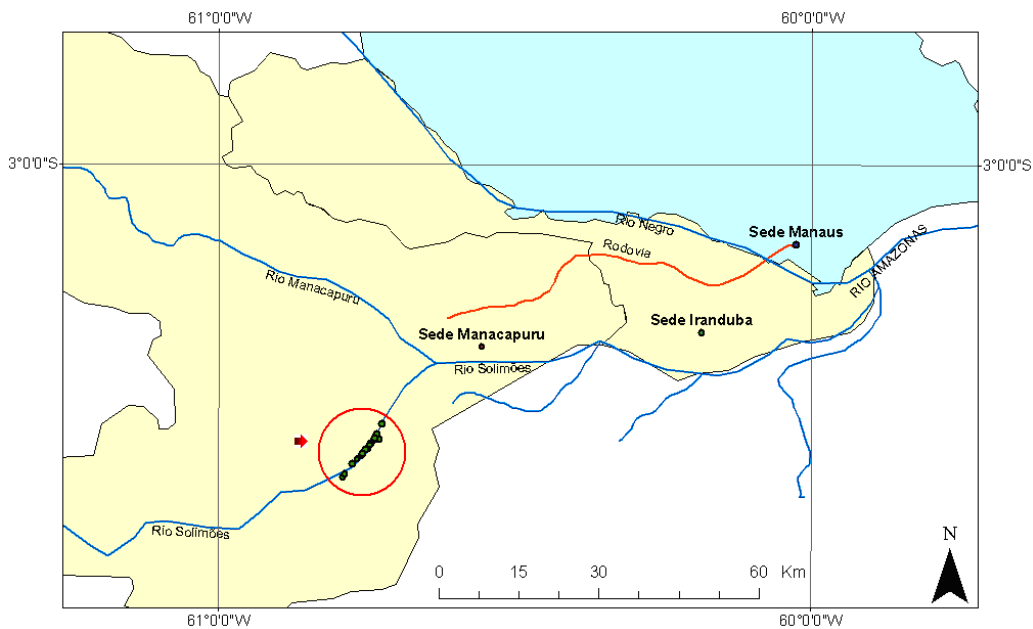 61°0'0"W 60°0'0"W
3°0'0"S 3°0'0"S
Rio Negro
Sede Manaus
Rodovia
RIO AMAZONAS
Rio Manacapuru
Sede Iranduba
Sede Manacapuru
Rio Solimões
Rio Solimões
N
0 15 30 60 Km
61°0'0"W 60°0'0"W